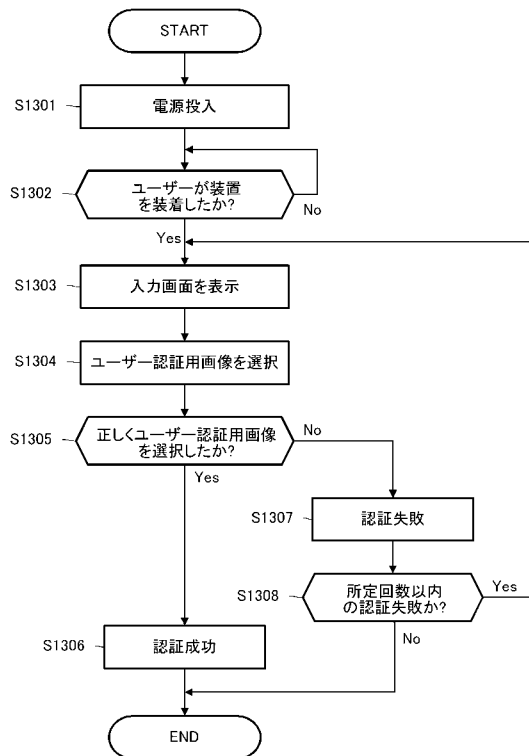 START
S1301
電源投入
S1302
ユーザーが装置
を装着したか?
No
Yes
S1303
入力画面を表示
S1304
ユーザー認証用画像を選択
S1305
正しくユーザー認証用画像
を選択したか?
No
Yes
S1307
認証失敗
S1308
所定回数以内
の認証失敗か?
Yes
No
S1306
認証成功
END